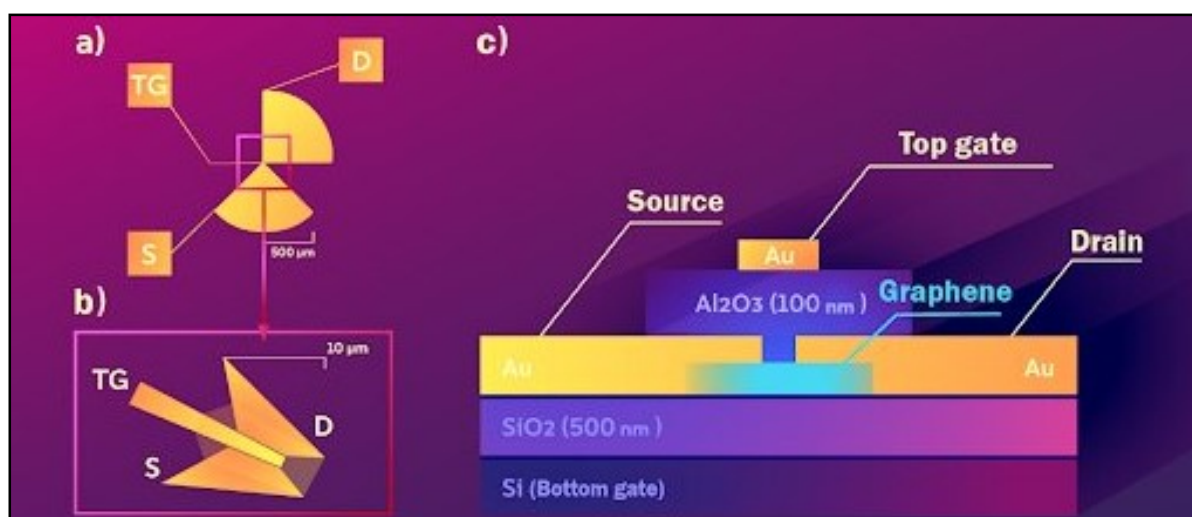 a)
D
TG
S
500 µm
b)
10 µm
TG
D
S
c)
Top gate
Source
Au
Drain
Al2O3 (100 nm)
Graphene
Au
Au
SiO2 (500 nm)
Si (Bottom gate)